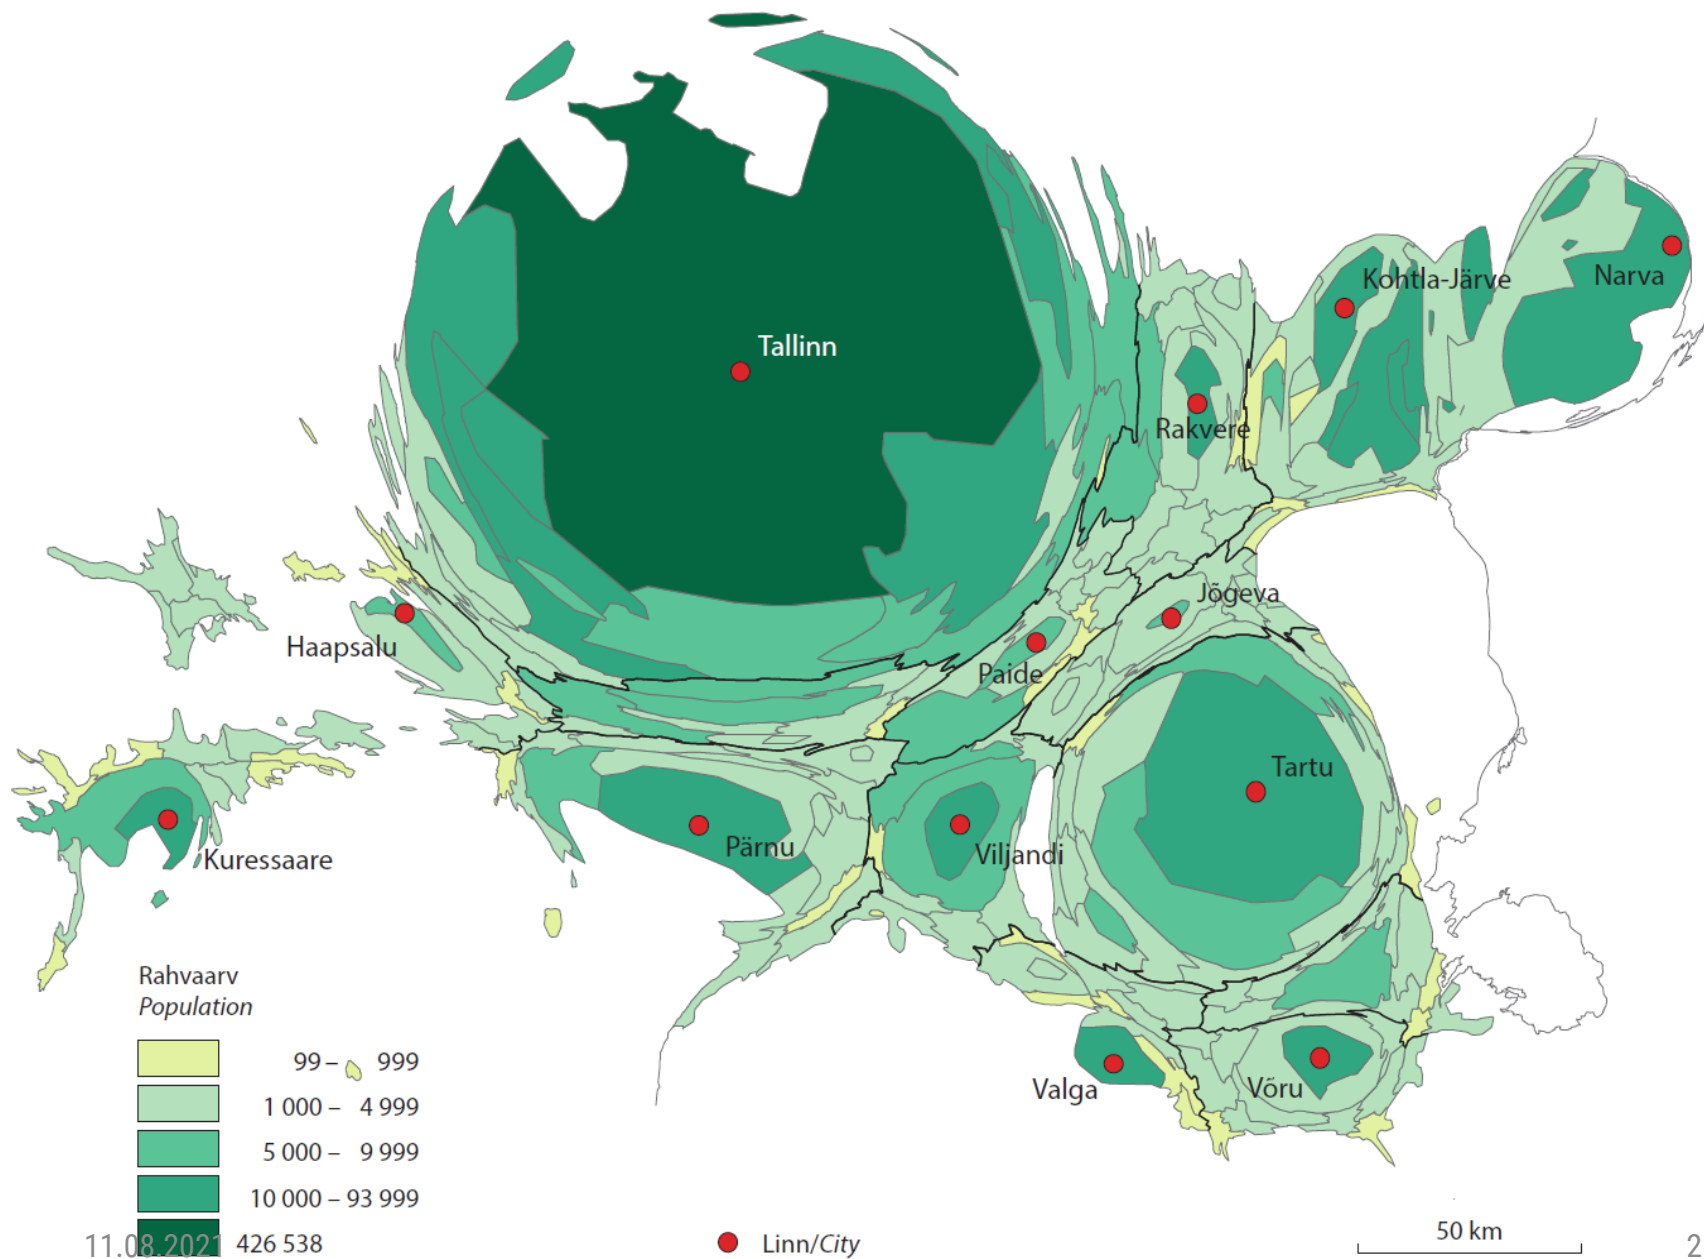 Tallinn
Kohtla-Järve
Narva
Rakvere
Jõgeva
Haapsalu
Paide
Tartu
Pärnu
Viljandi
Kuressaare
Valga
Võru
Rahvaarv
Population
99 – 999
1 000 – 4 999
5 000 – 9 999
10 000 – 93 999
426 538
11.08.2021
Linn/City
50 km
2